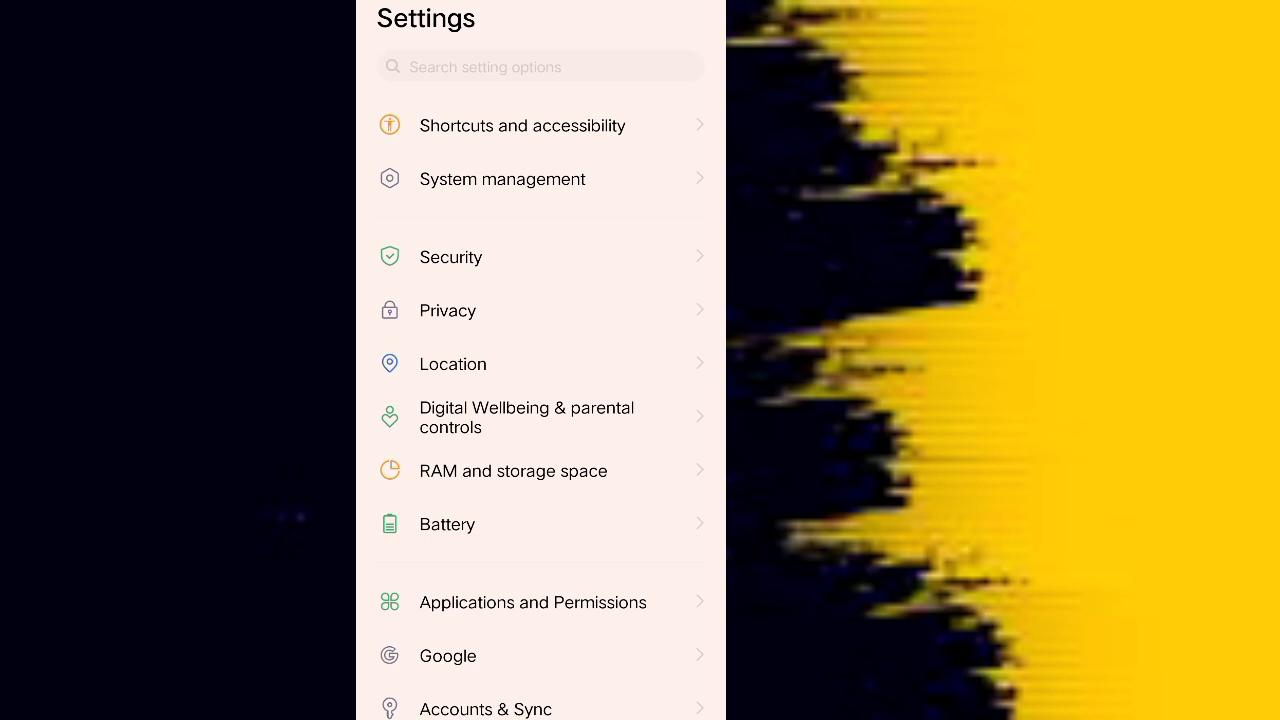 Settings
Search setting options
Shortcuts and accessibility
System management
Security
Privacy
Location
Digital Wellbeing & parental
controls
RAM and storage space
Battery
Applications and Permissions
Google
Accounts & Sync